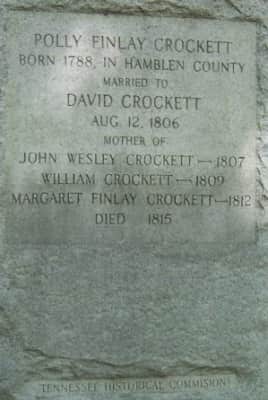 POLLY FINLAY CROCKETT
BORN 1788, IN HAMBLEN COUNTY
MARRIED TO
DAVID CROCKETT
AUG. 12, 1806
MOTHER OF
JOHN WESLEY CROCKETT—1807
WILLIAM CROCKETT—1809
MARGARET FINLAY CROCKETT—1812
DIED 1815
TENNESSEE HISTORICAL COMMISION